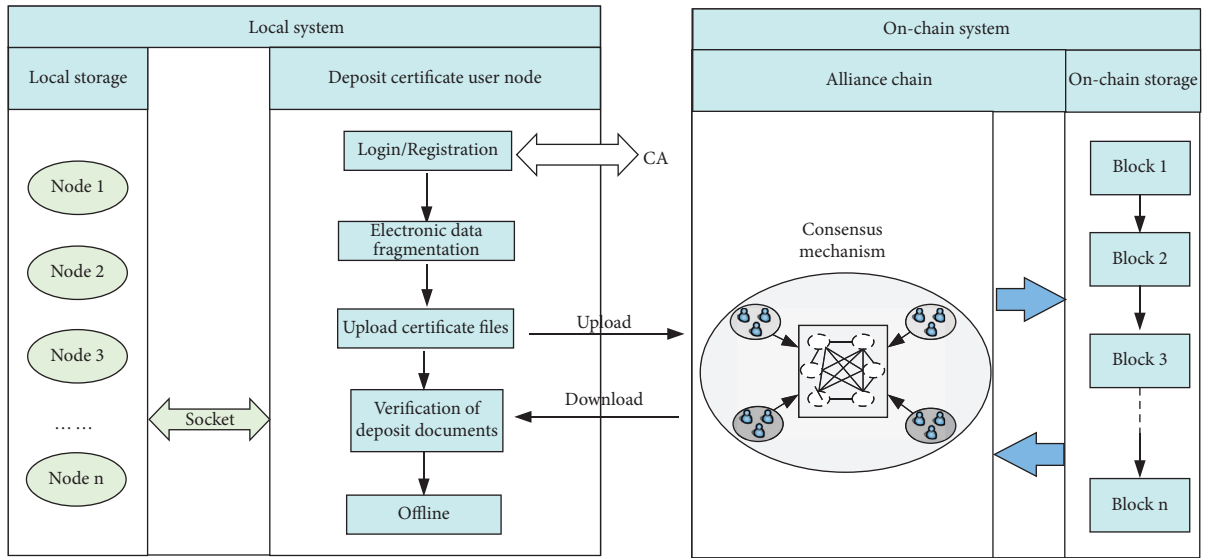 Local system
Local storage
Deposit certificate user node
Node 1
Node 2
Node 3
... ...
Node n
Socket
Login/Registration
CA
Electronic data
fragmentation
Upload certificate files
Verification of
deposit documents
Offline
Upload
Download
On-chain system
Alliance chain
On-chain storage
Consensus
mechanism
Block 1
Block 2
Block 3
Block n